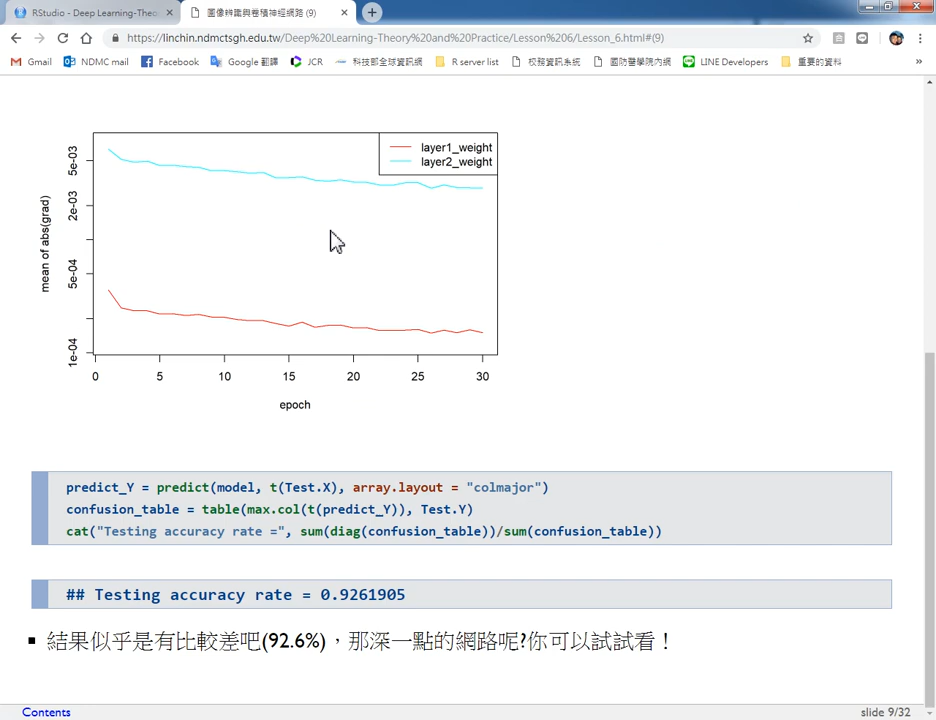 RStudio - Deep Learning-Theo
圖像辨識與卷積神經網路 (9)
https://linchin.ndmctsgh.edu.tw/Deep%20Learning-Theory%20and%20Practice/Lesson%206/Lesson_6.html#(9)
Gmail NDMC mail Facebook Google 翻譯 JCR 科技部全球資訊網 R server list 校務資訊系統 國防醫學院內網 LINE Developers 重要的資料 »
layer1_weight
layer2_weight
mean of abs(grad)
5e-03
2e-03
5e-04
1e-04
0 5 10 15 20 25 30
epoch
predict_Y = predict(model, t(Test.X), array.layout = "colmajor")
confusion_table = table(max.col(t(predict_Y)), Test.Y)
cat("Testing accuracy rate =", sum(diag(confusion_table))/sum(confusion_table))
## Testing accuracy rate = 0.9261905
▪ 結果似乎是有比較差吧(92.6%)，那深一點的網路呢?你可以試試看！
Contents
slide 9/32